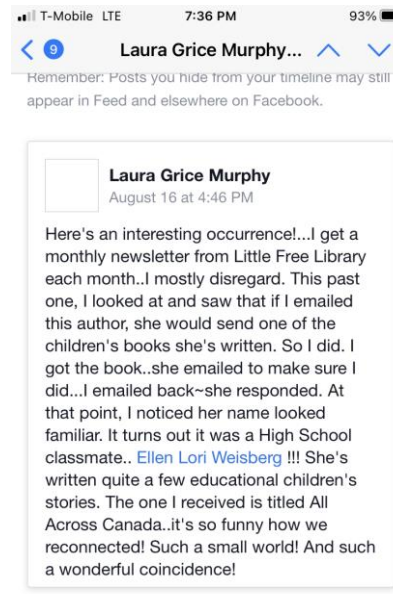 T-Mobile LTE 7:36 PM 93%
9 Laura Grice Murphy...
Remember: Posts you hide from your timeline may still
appear in Feed and elsewhere on Facebook.
Laura Grice Murphy
August 16 at 4:46 PM
Here's an interesting occurrence!...I get a
monthly newsletter from Little Free Library
each month..I mostly disregard. This past
one, I looked at and saw that if I emailed
this author, she would send one of the
children's books she's written. So I did. I
got the book..she emailed to make sure I
did...I emailed back~she responded. At
that point, I noticed her name looked
familiar. It turns out it was a High School
classmate.. Ellen Lori Weisberg !!! She's
written quite a few educational children's
stories. The one I received is titled All
Across Canada..it's so funny how we
reconnected! Such a small world! And such
a wonderful coincidence!